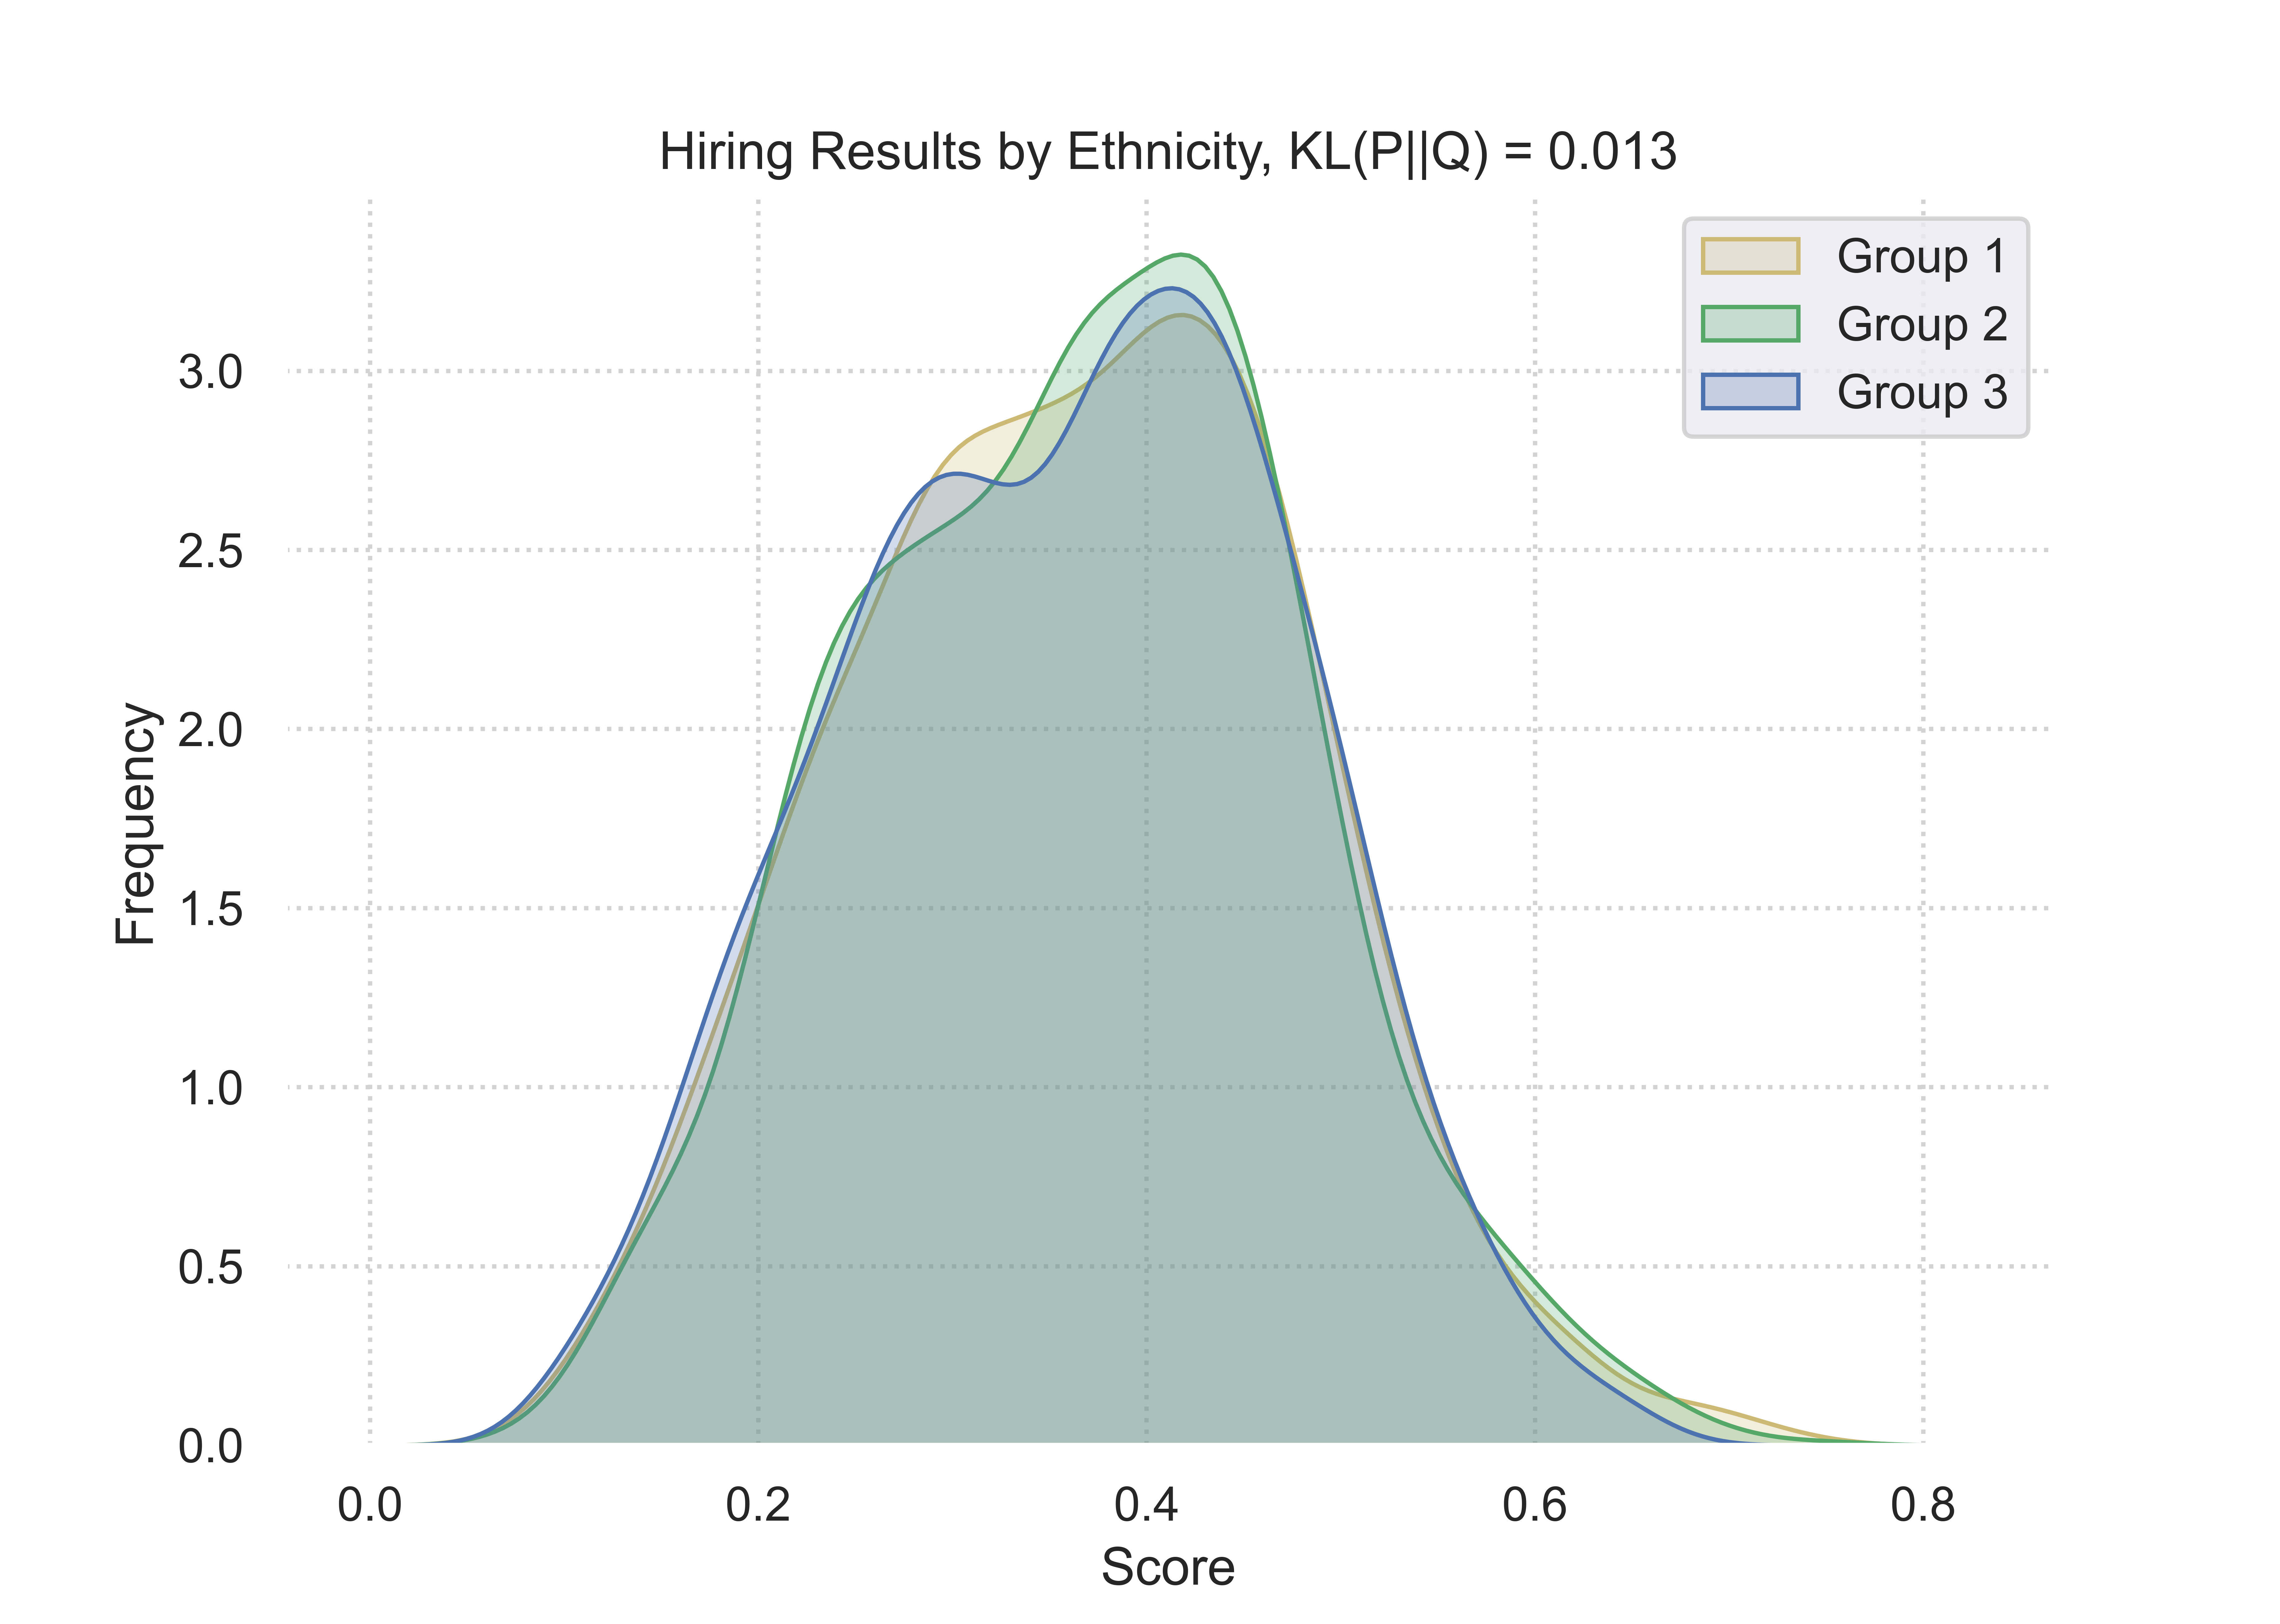 Hiring Results by Ethnicity, KL(P||Q) = 0.013
Group 1
Group 2
Group 3
Frequency
3.0
2.5
2.0
1.5
1.0
0.5
0.0
0.0 0.2 0.4 0.6 0.8
Score